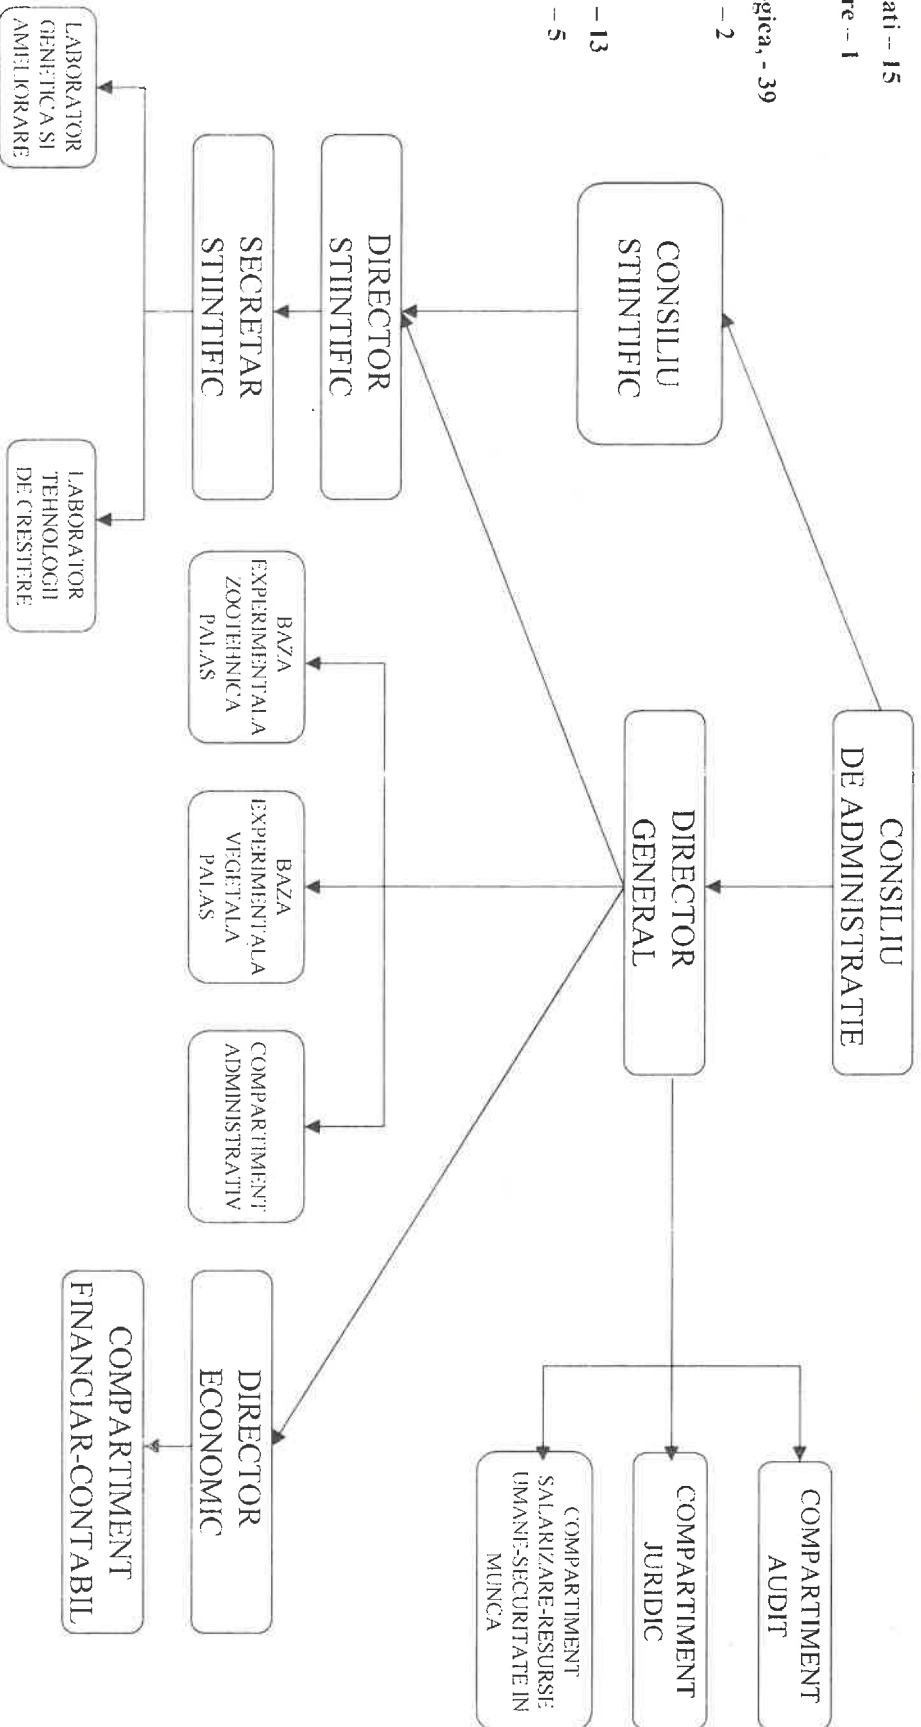 ati – 15
re – 1
gica, - 39
– 2
– 13
– 5
CONSILIU
DE ADMINISTRATIE
COMPARTIMENT
AUDIT
CONSILIU
STIINTIFIC
DIRECTOR
GENERAL
COMPARTIMENT
JURIDIC
COMPARTIMENT
SALARIZARE-RESURSE
UMANE-SECURITATE IN
MUNCA
DIRECTOR
STIINTIFIC
SECRETAR
STIINTIFIC
BAZA
EXPERIMENTALA
ZOOTEHNICA
PALAS
BAZA
EXPERIMENTALA
VEGETALA
PALAS
COMPARTIMENT
ADMINISTRATIV
DIRECTOR
ECONOMIC
LABORATOR
GENETICA SI
AMELIORARE
LABORATOR
TEHNOLOGII
DE CRESTERE
COMPARTIMENT
FINANCIAR-CONTABIL